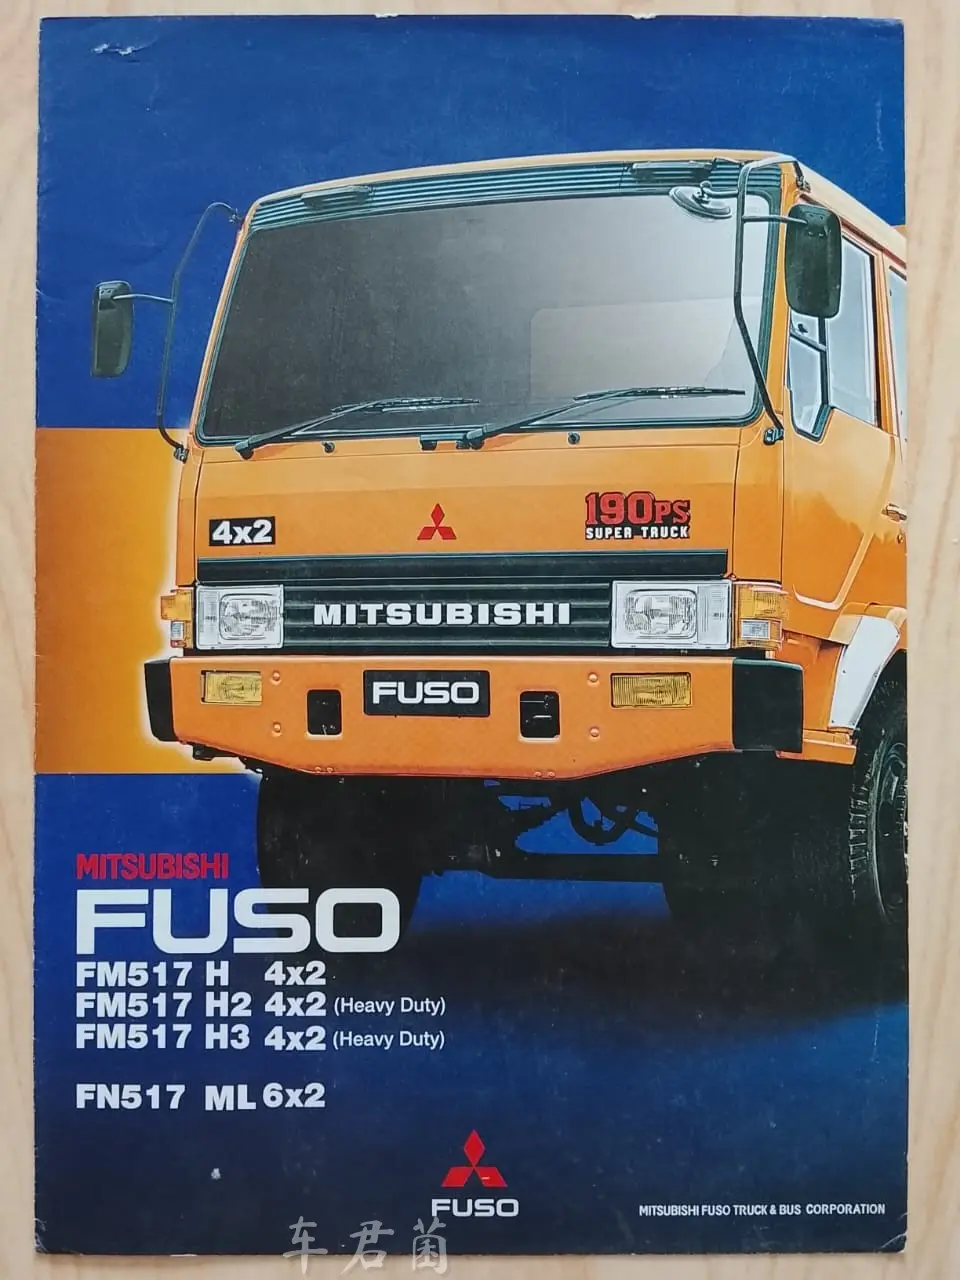 4x2
190PS
SUPER TRUCK
MITSUBISHI
FUSO
MITSUBISHI
FUSO
FM517 H 4x2
FM517 H2 4x2 (Heavy Duty)
FM517 H3 4x2 (Heavy Duty)
FN517 ML 6x2
FUSO
MITSUBISHI FUSO TRUCK & BUS CORPORATION
车君菌